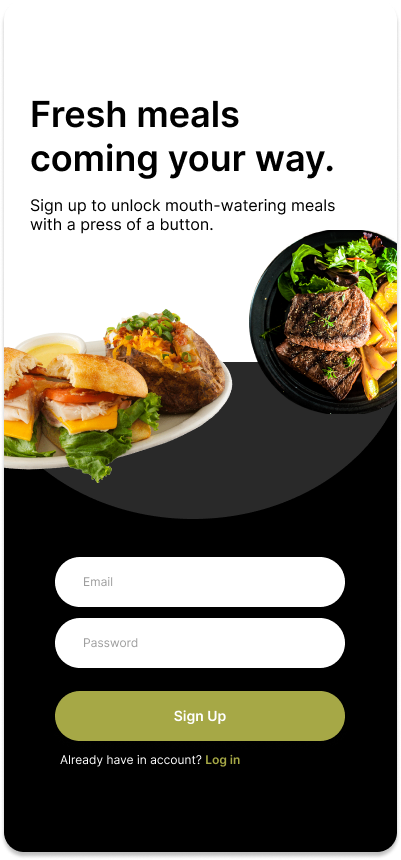 Fresh meals
coming your way.
Sign up to unlock mouth-watering meals
with a press of a button.
Email
Password
Sign Up
Already have in account? Log in